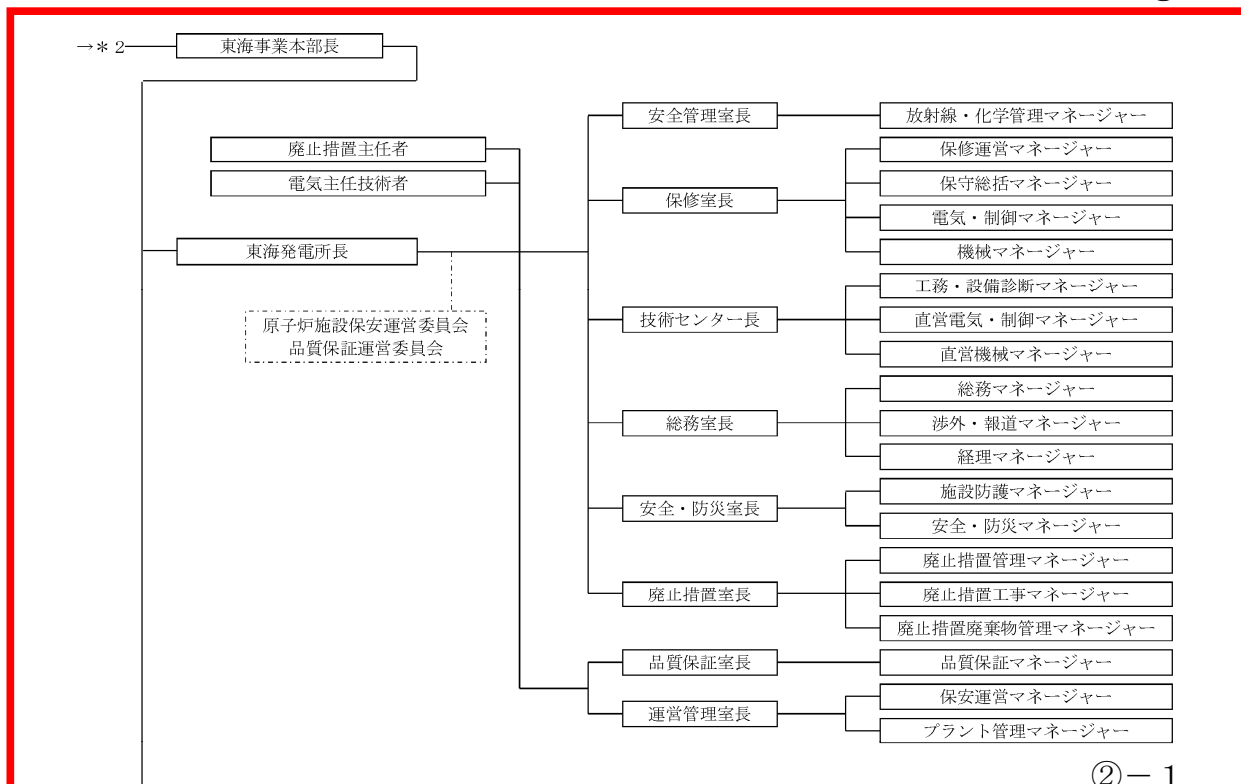 →＊2
東海事業本部長
安全管理室長
放射線・化学管理マネージャー
廃止措置主任者
保修運営マネージャー
電気主任技術者
保修室長
保守総括マネージャー
電気・制御マネージャー
東海発電所長
機械マネージャー
原子炉施設保安運営委員会
品質保証運営委員会
技術センター長
工務・設備診断マネージャー
直営電気・制御マネージャー
直営機械マネージャー
総務室長
総務マネージャー
渉外・報道マネージャー
経理マネージャー
安全・防災室長
施設防護マネージャー
安全・防災マネージャー
廃止措置室長
廃止措置管理マネージャー
廃止措置工事マネージャー
廃止措置廃棄物管理マネージャー
品質保証室長
品質保証マネージャー
運営管理室長
保安運営マネージャー
プラント管理マネージャー
②－1